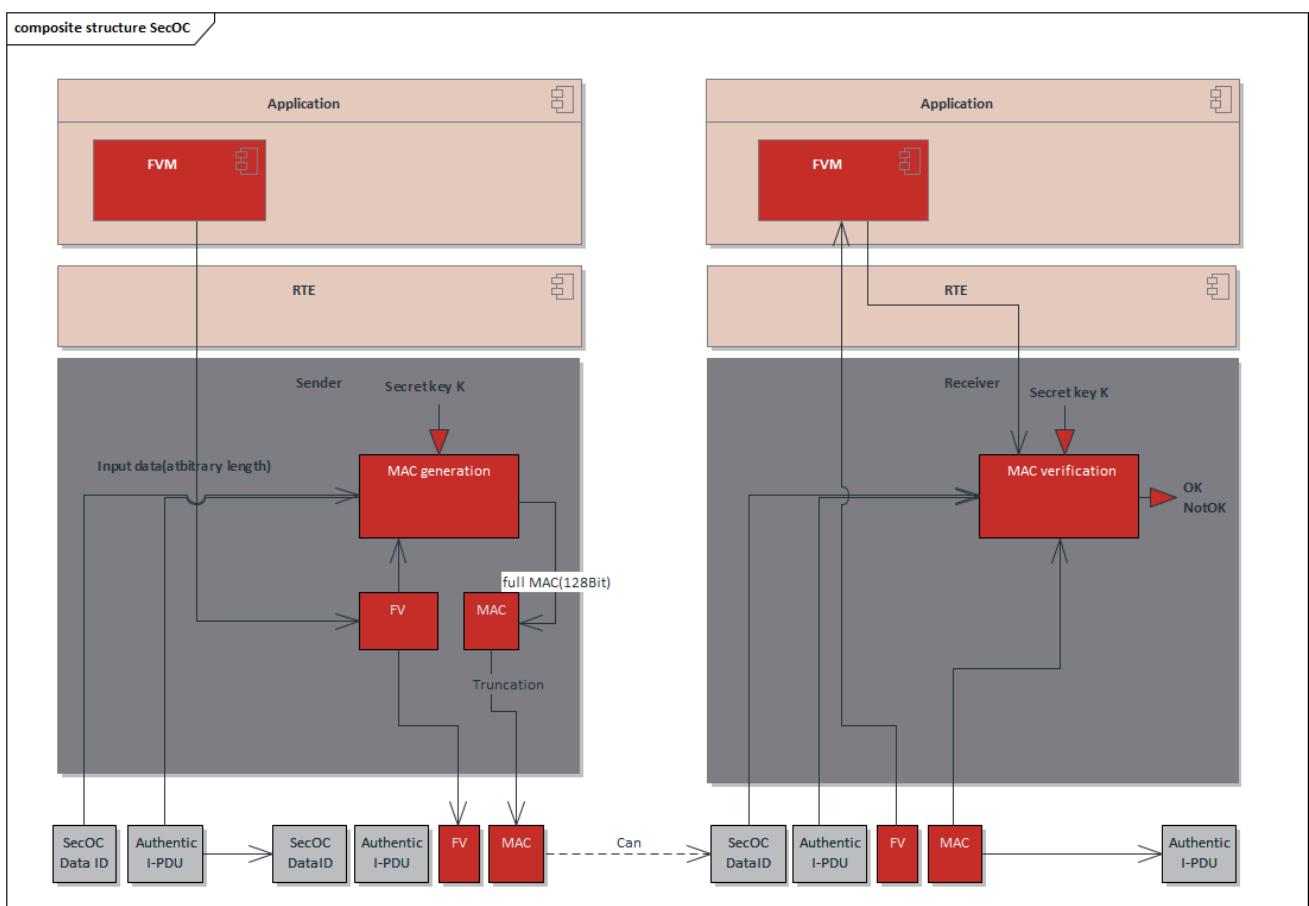 composite structure SecOC
Application
FVM
RTE
Sender
Secret key K
Input data(atbitrary length)
MAC generation
full MAC(128Bit)
FV
MAC
Truncation
SecOC
Data ID
Authentic
I-PDU
SecOC
DataID
Authentic
I-PDU
FV
MAC
Can
Application
FVM
RTE
Receiver
Secret key K
MAC verification
OK
NotOK
SecOC
DataID
Authentic
I-PDU
FV
MAC
Authentic
I-PDU